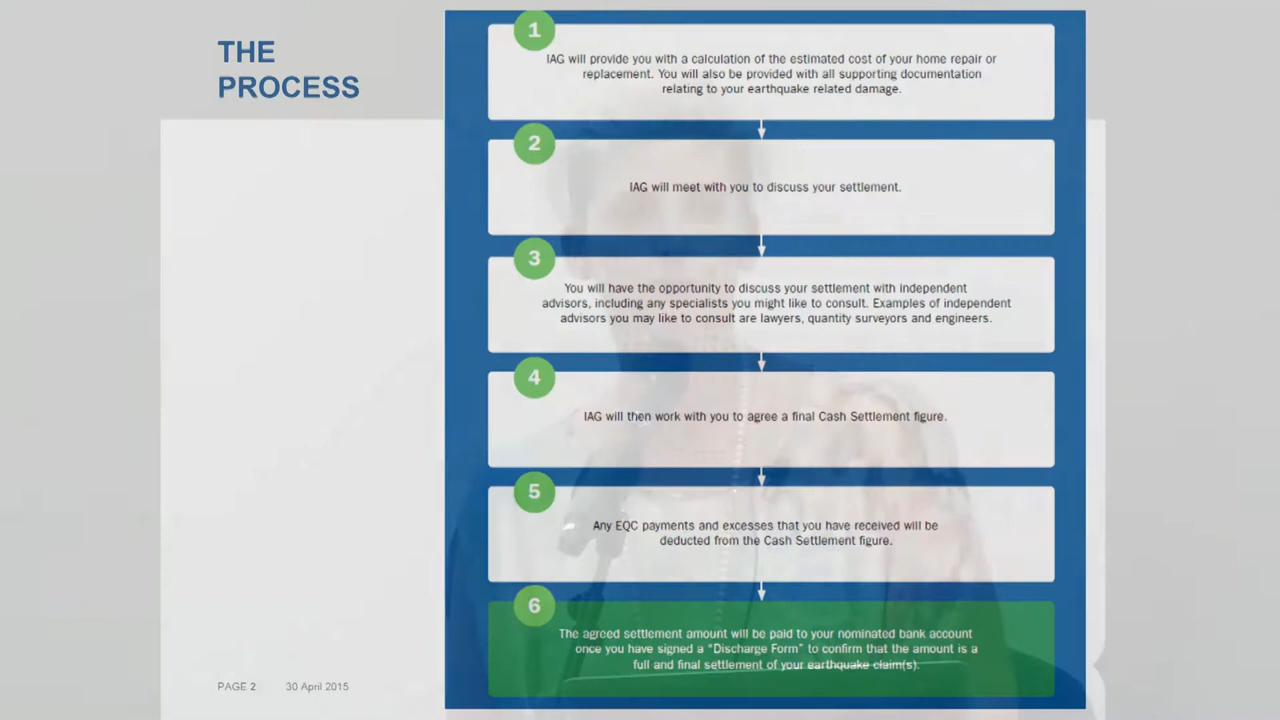 THE
PROCESS
1
IAG will provide you with a calculation of the estimated cost of your home repair or
replacement. You will also be provided with all supporting documentation
relating to your earthquake related damage.
2
IAG will meet with you to discuss your settlement.
3
You will have the opportunity to discuss your settlement with independent
advisors, including any specialists you might like to consult. Examples of independent
advisors you may like to consult are lawyers, quantity surveyors and engineers.
4
IAG will then work with you to agree a final Cash Settlement figure.
5
Any EQC payments and excesses that you have received will be
deducted from the Cash Settlement figure.
6
The agreed settlement amount will be paid to your nominated bank account
once you have signed a "Discharge Form" to confirm that the amount is a
full and final settlement of your earthquake claim(s).
PAGE 2 30 April 2015